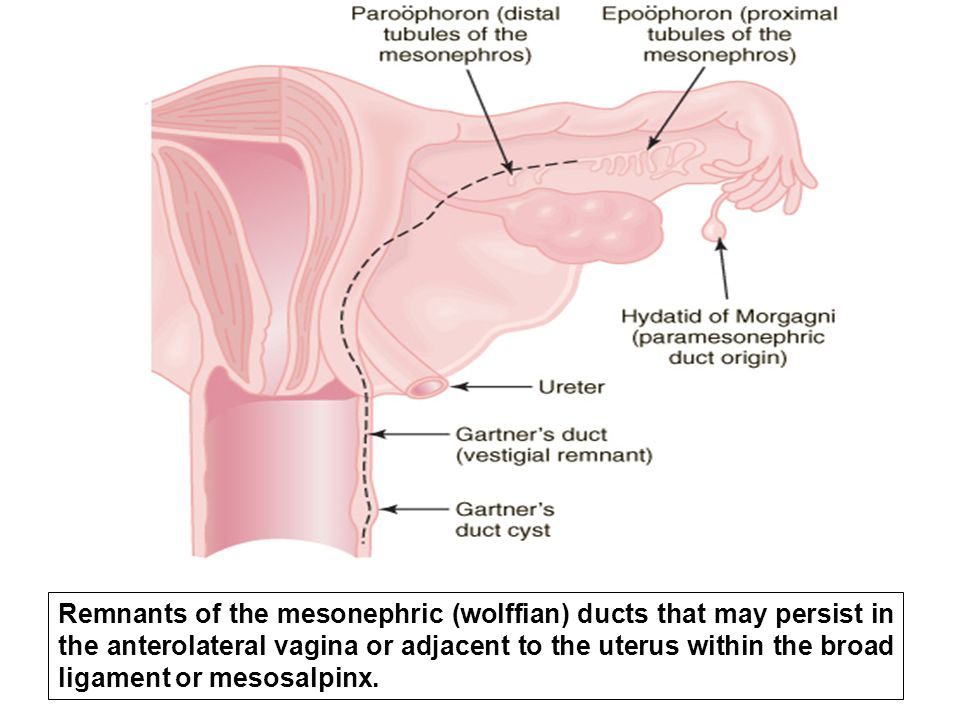 Paroöphoron (distal
tubules of the
mesonephros)
Epoöphoron (proximal
tubules of the
mesonephros)
Hydatid of Morgagni
(paramesonephric
duct origin)
Ureter
Gartner's duct
(vestigial remnant)
Gartner's
duct cyst
Remnants of the mesonephric (wolffian) ducts that may persist in
the anterolateral vagina or adjacent to the uterus within the broad
ligament or mesosalpinx.